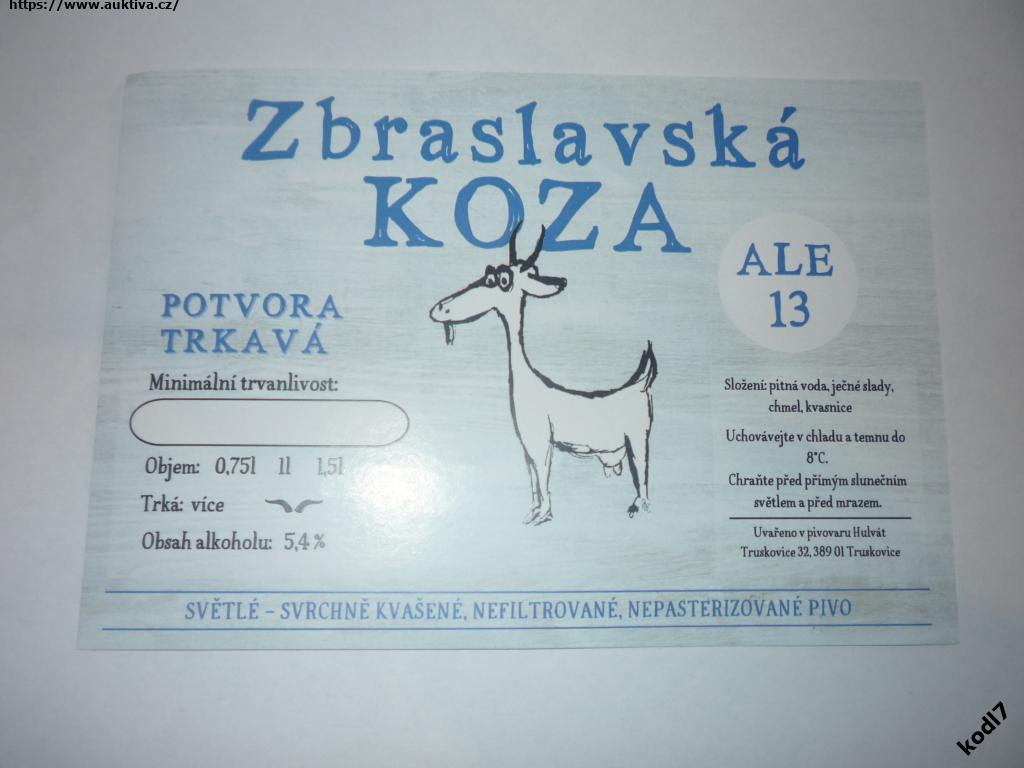 https://www.auktiva.cz/
Zbraslavská
KOZA
ALE
13
POTVORA
TRKAVÁ
Minimální trvanlivost:
Objem: 0,75l 1l 1,5l
Trká: více
Obsah alkoholu: 5,4%
Složení: pitná voda, ječné slady,
chmel, kvasnice
Uchovávejte v chladu a temnu do
8°C.
Chraňte před přímým slunečním
světlem a před mrazem.
Uvařeno v pivovaru Hulvát
Truskovice 32, 389 01 Truskovice
SVĚTLÉ – SVRCHNĚ KVAŠENÉ, NEFILTROVANÉ, NEPASTERIZOVANÉ PIVO
kodl7